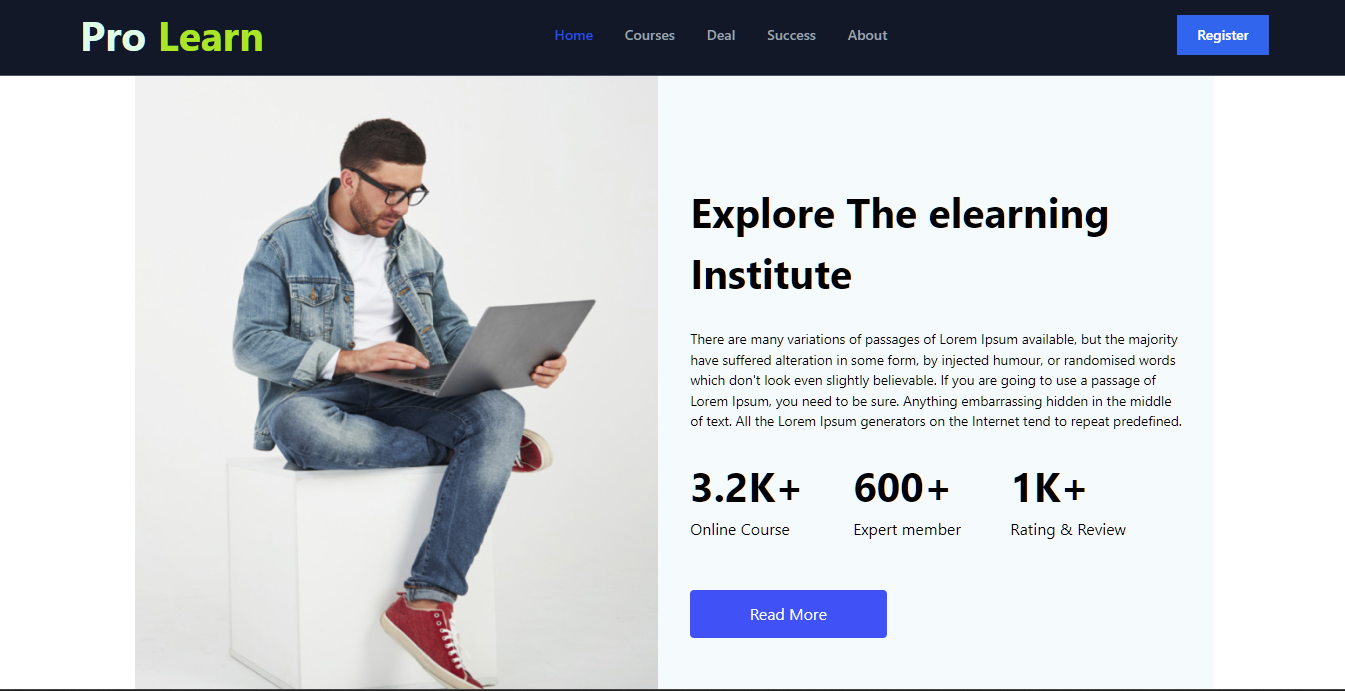 Pro Learn
Home Courses Deal Success About
Register
Explore The elearning
Institute
There are many variations of passages of Lorem Ipsum available, but the majority
have suffered alteration in some form, by injected humour, or randomised words
which don't look even slightly believable. If you are going to use a passage of
Lorem Ipsum, you need to be sure. Anything embarrassing hidden in the middle
of text. All the Lorem Ipsum generators on the Internet tend to repeat predefined.
3.2K+ 600+ 1K+
Online Course Expert member Rating & Review
Read More